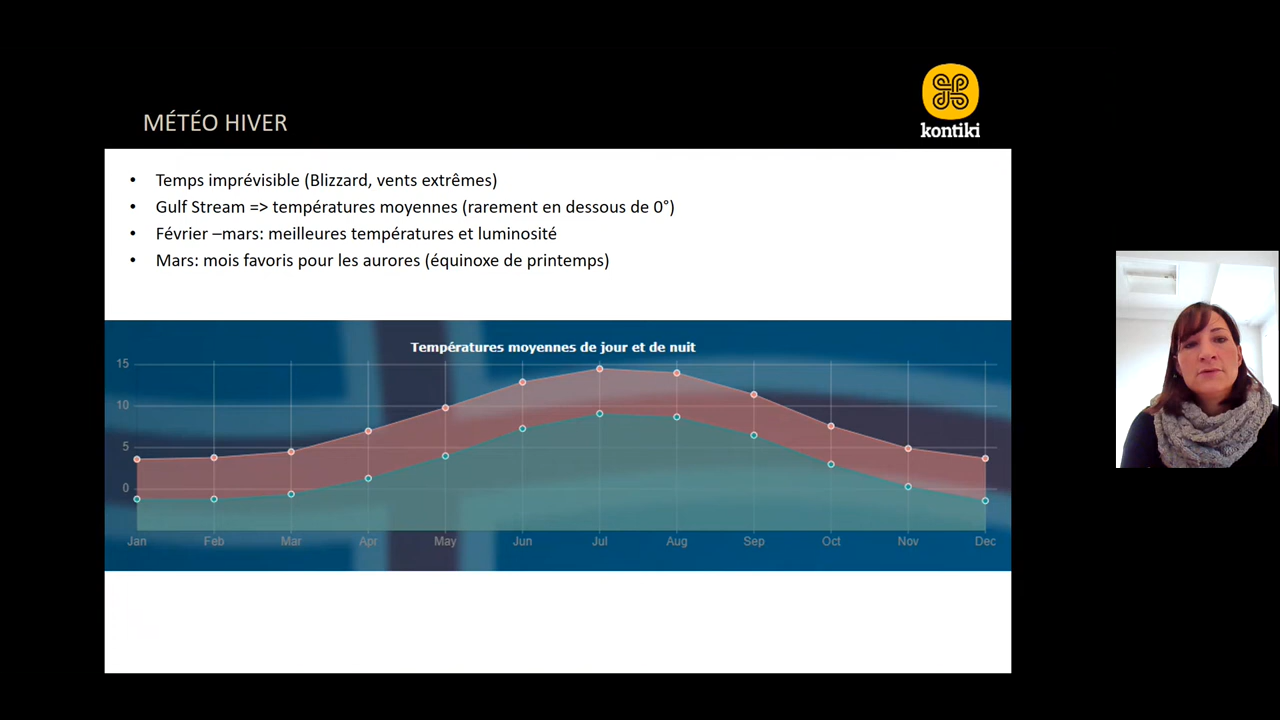 MÉTÉO HIVER
kontiki
• Temps imprévisible (Blizzard, vents extrêmes)
• Gulf Stream => températures moyennes (rarement en dessous de 0°)
• Février –mars: meilleures températures et luminosité
• Mars: mois favoris pour les aurores (équinoxe de printemps)
Températures moyennes de jour et de nuit
15
10
5
0
Jan Feb Mar Apr May Jun Jul Aug Sep Oct Nov Dec